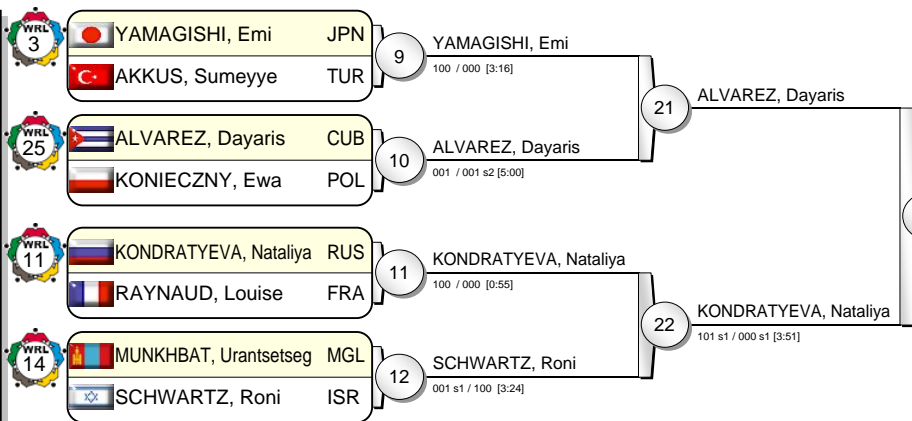 WRL
3
YAMAGISHI, Emi JPN
AKKUS, Sumeyye TUR
9
YAMAGISHI, Emi
100 / 000 [3:16]
WRL
25
ALVAREZ, Dayaris CUB
KONIECZNY, Ewa POL
10
ALVAREZ, Dayaris
001 / 001 s2 [5:00]
21
ALVAREZ, Dayaris
WRL
11
KONDRATYEVA, Nataliya RUS
RAYNAUD, Louise FRA
11
KONDRATYEVA, Nataliya
100 / 000 [0:55]
WRL
14
MUNKHBAT, Urantsetseg MGL
SCHWARTZ, Roni ISR
12
SCHWARTZ, Roni
001 s1 / 100 [3:24]
22
KONDRATYEVA, Nataliya
101 s1 / 000 s1 [3:51]